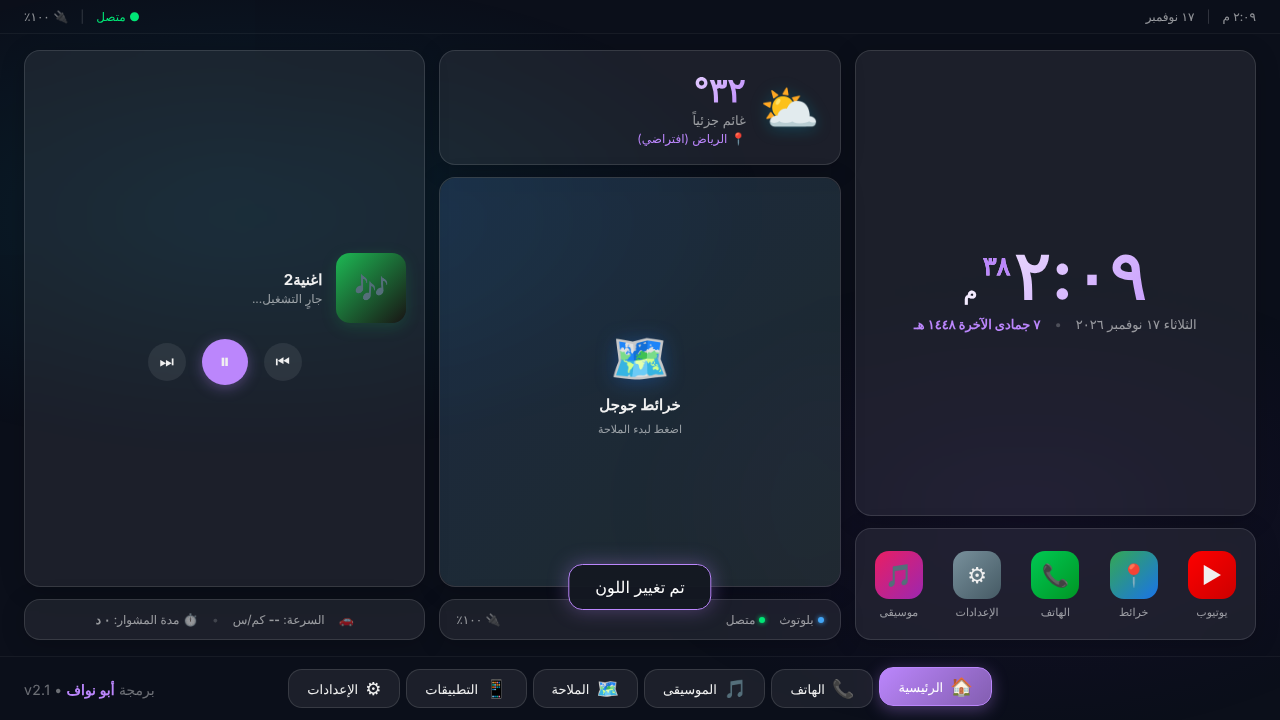 ٢:٠٩ م
١٧ نوفمبر
متصل
١٠٠٪
٢:٠٩ ٣٨ م
الثلاثاء ١٧ نوفمبر ٢٠٢٦ • ٧ جمادى الآخرة ١٤٤٨ هـ
يوتيوب
خرائط
الهاتف
الإعدادات
موسيقى
٣٢°
غائم جزئياً
الرياض (افتراضي)
خرائط جوجل
اضغط لبدء الملاحة
تم تغيير اللون
بلوتوث
متصل
١٠٠٪
اغنية2
جارٍ التشغيل...
السرعة: -- كم/س • مدة المشوار: ٠ د
الرئيسية
الهاتف
الموسيقى
الملاحة
التطبيقات
الإعدادات
برمجة أبو نواف • v2.1